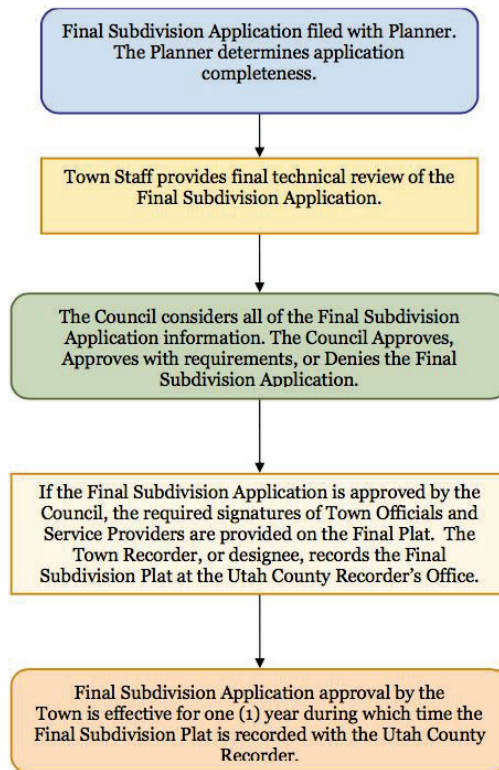 Final Subdivision Application filed with Planner.
The Planner determines application
completeness.
Town Staff provides final technical review of the
Final Subdivision Application.
The Council considers all of the Final Subdivision
Application information. The Council Approves,
Approves with requirements, or Denies the Final
Subdivision Application.
If the Final Subdivision Application is approved by the
Council, the required signatures of Town Officials and
Service Providers are provided on the Final Plat. The
Town Recorder, or designee, records the Final
Subdivision Plat at the Utah County Recorder's Office.
Final Subdivision Application approval by the
Town is effective for one (1) year during which time the
Final Subdivision Plat is recorded with the Utah County
Recorder.